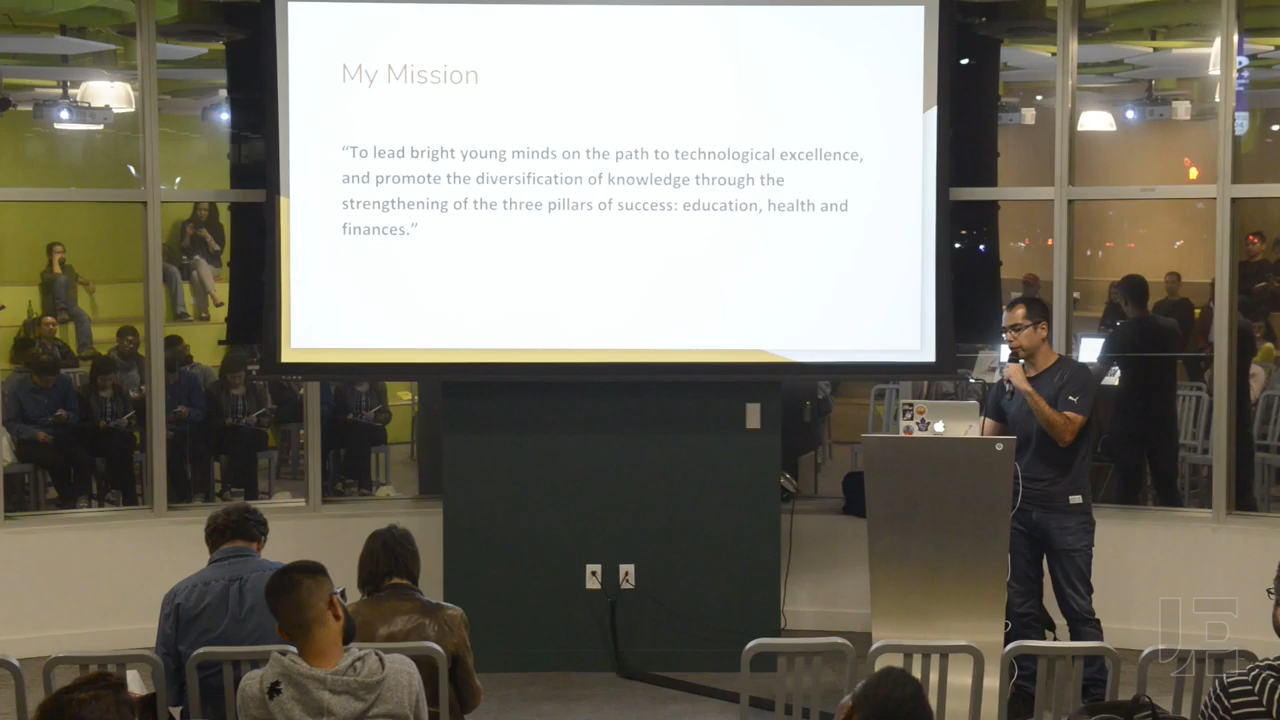 My Mission
“To lead bright young minds on the path to technological excellence,
and promote the diversification of knowledge through the
strengthening of the three pillars of success: education, health and
finances.”
JE